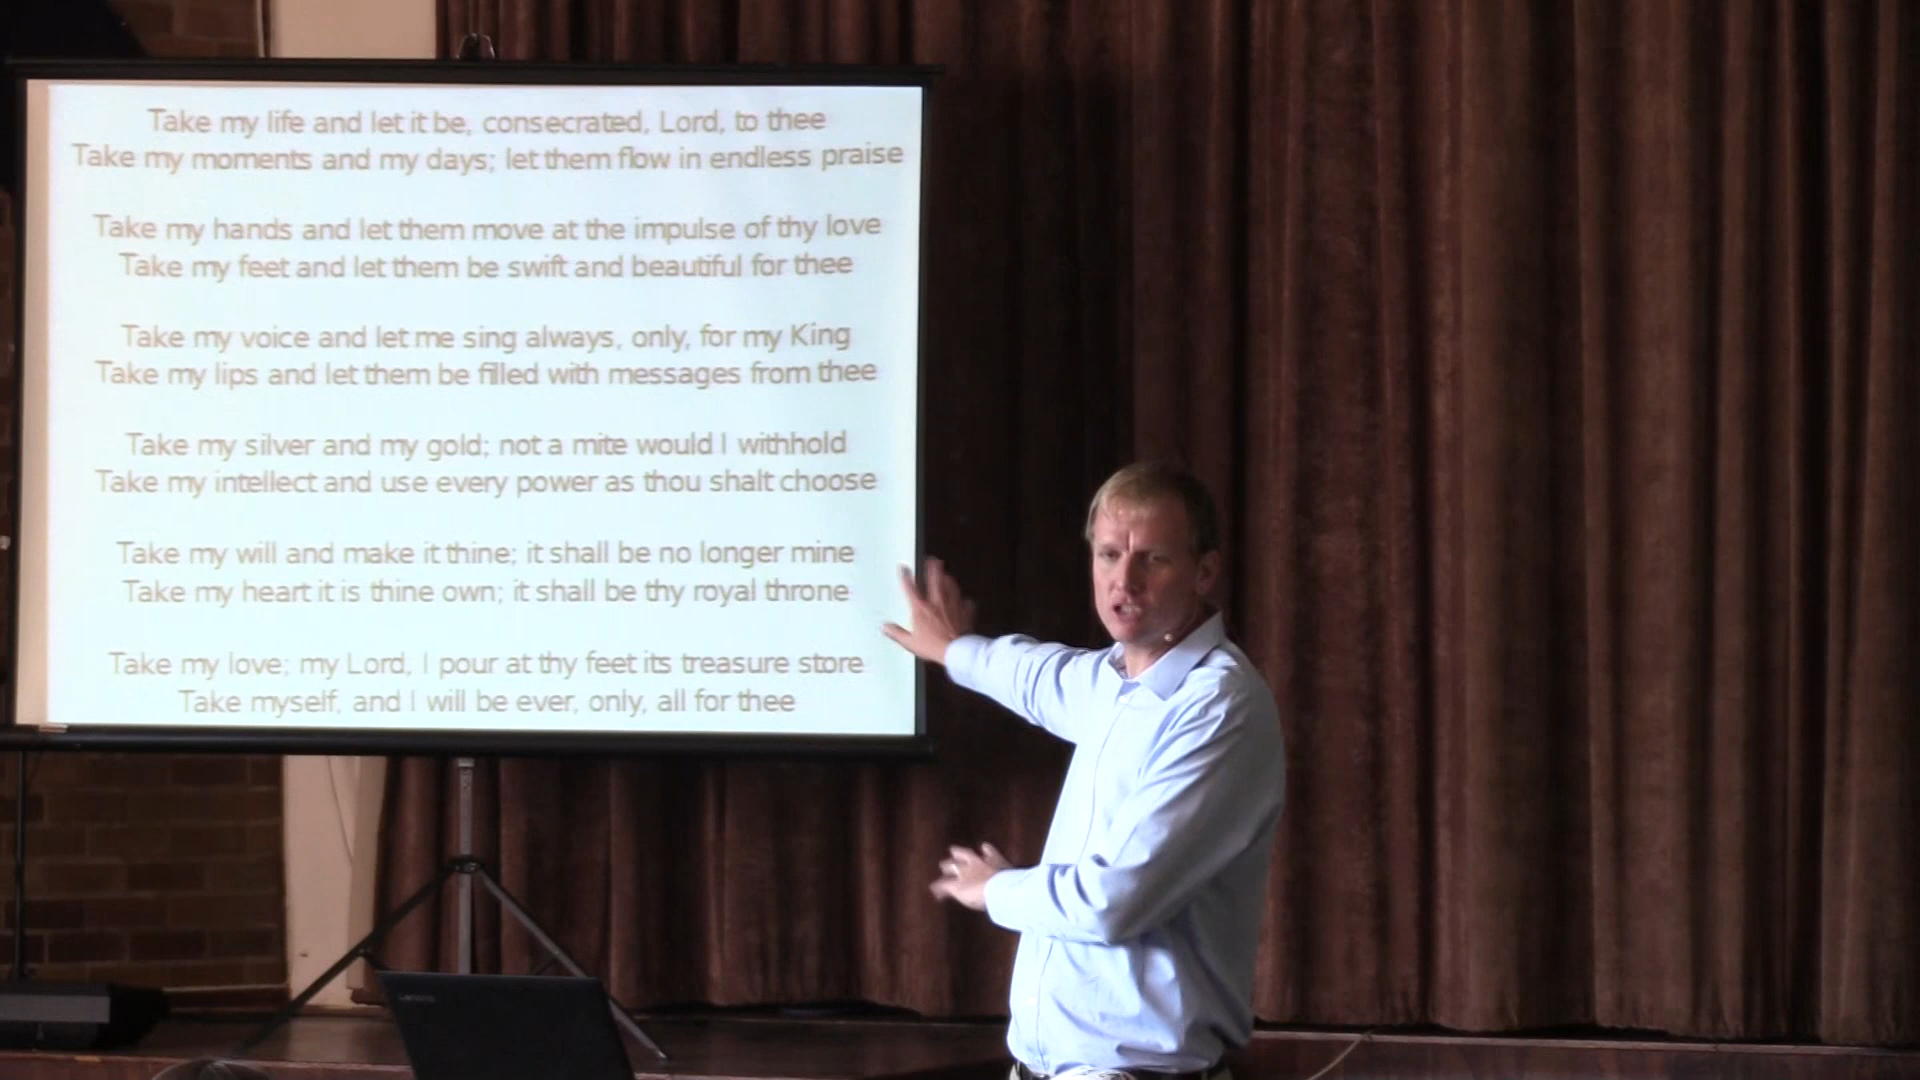 Take my life and let it be, consecrated, Lord, to thee
Take my moments and my days; let them flow in endless praise
Take my hands and let them move at the impulse of thy love
Take my feet and let them be swift and beautiful for thee
Take my voice and let me sing always, only, for my King
Take my lips and let them be filled with messages from thee
Take my silver and my gold; not a mite would I withhold
Take my intellect and use every power as thou shalt choose
Take my will and make it thine; it shall be no longer mine
Take my heart it is thine own; it shall be thy royal throne
Take my love; my Lord, I pour at thy feet its treasure store
Take myself, and I will be ever, only, all for thee
lenovo